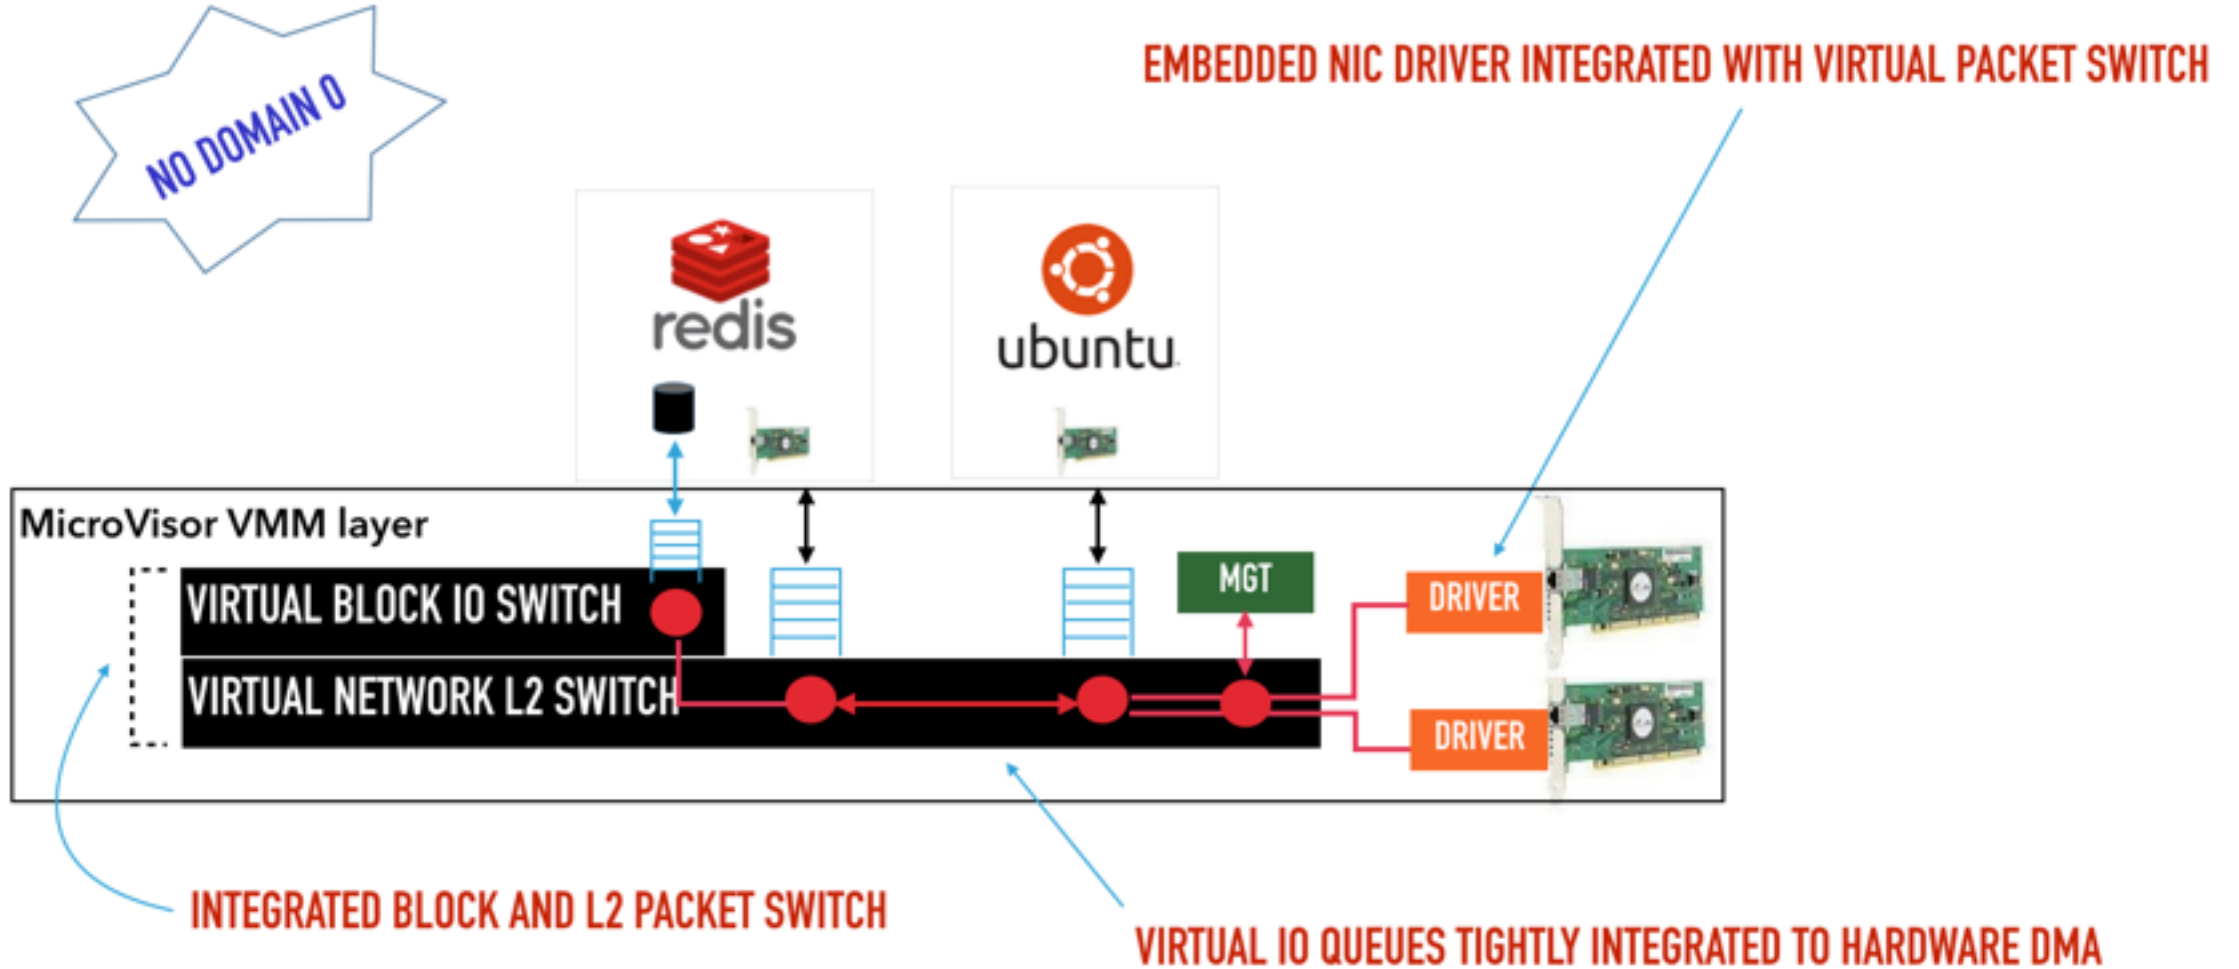 NO DOMAIN 0
EMBEDDED NIC DRIVER INTEGRATED WITH VIRTUAL PACKET SWITCH
redis
ubuntu
MicroVisor VMM layer
VIRTUAL BLOCK IO SWITCH
MGT
DRIVER
VIRTUAL NETWORK L2 SWITCH
DRIVER
INTEGRATED BLOCK AND L2 PACKET SWITCH
VIRTUAL IO QUEUES TIGHTLY INTEGRATED TO HARDWARE DMA